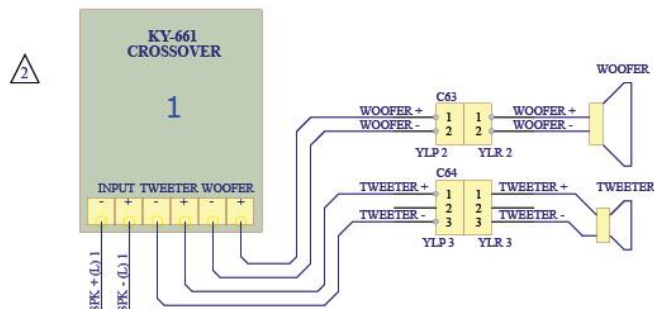 KY-661
CROSSOVER
2
1
INPUT TWEETER WOOFER
- + - + - +
SPK + (L) 1
SPK - (L) 1
C63
WOOFER + 1 1 WOOFER +
WOOFER - 2 2 WOOFER -
YLP 2 YLR 2
WOOFER
C64
TWEETER + 1 1 TWEETER +
2 2
TWEETER - 3 3 TWEETER -
YLP 3 YLR 3
TWEETER